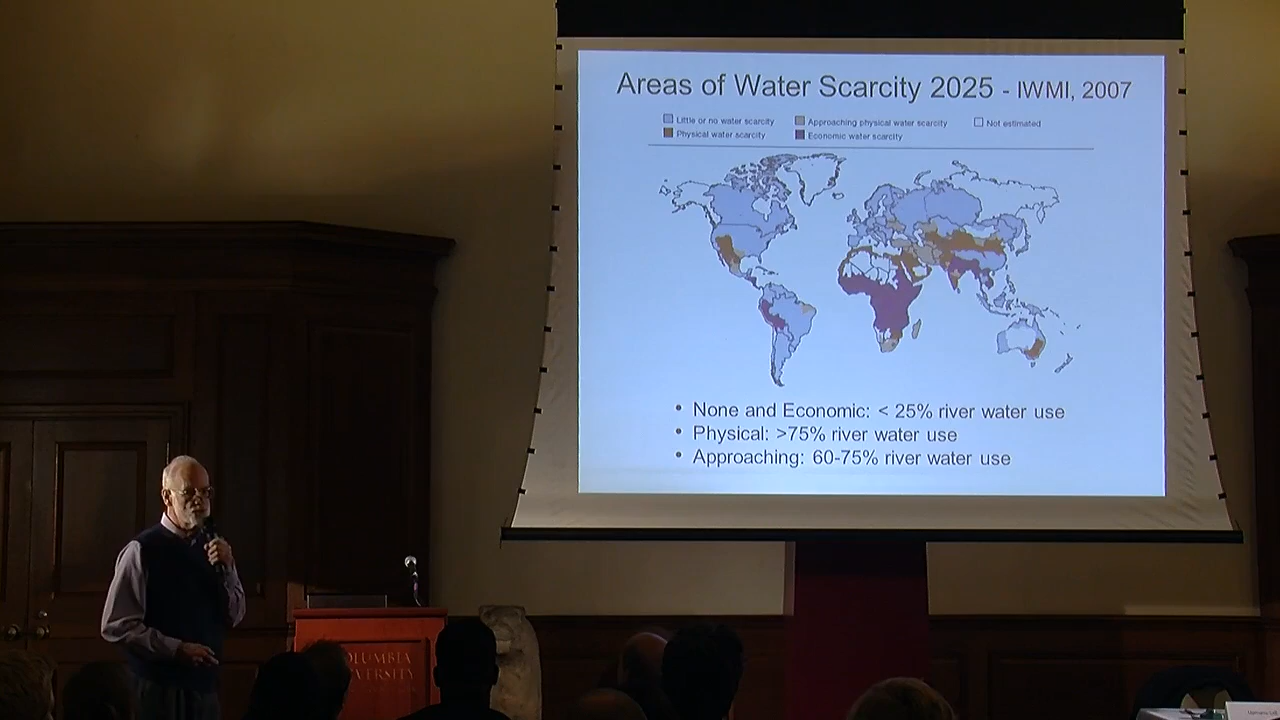 Areas of Water Scarcity 2025 - IWMI, 2007
Little or no water scarcity Approaching physical water scarcity Not estimated
Physical water scarcity Economic water scarcity
• None and Economic: < 25% river water use
• Physical: >75% river water use
• Approaching: 60-75% river water use